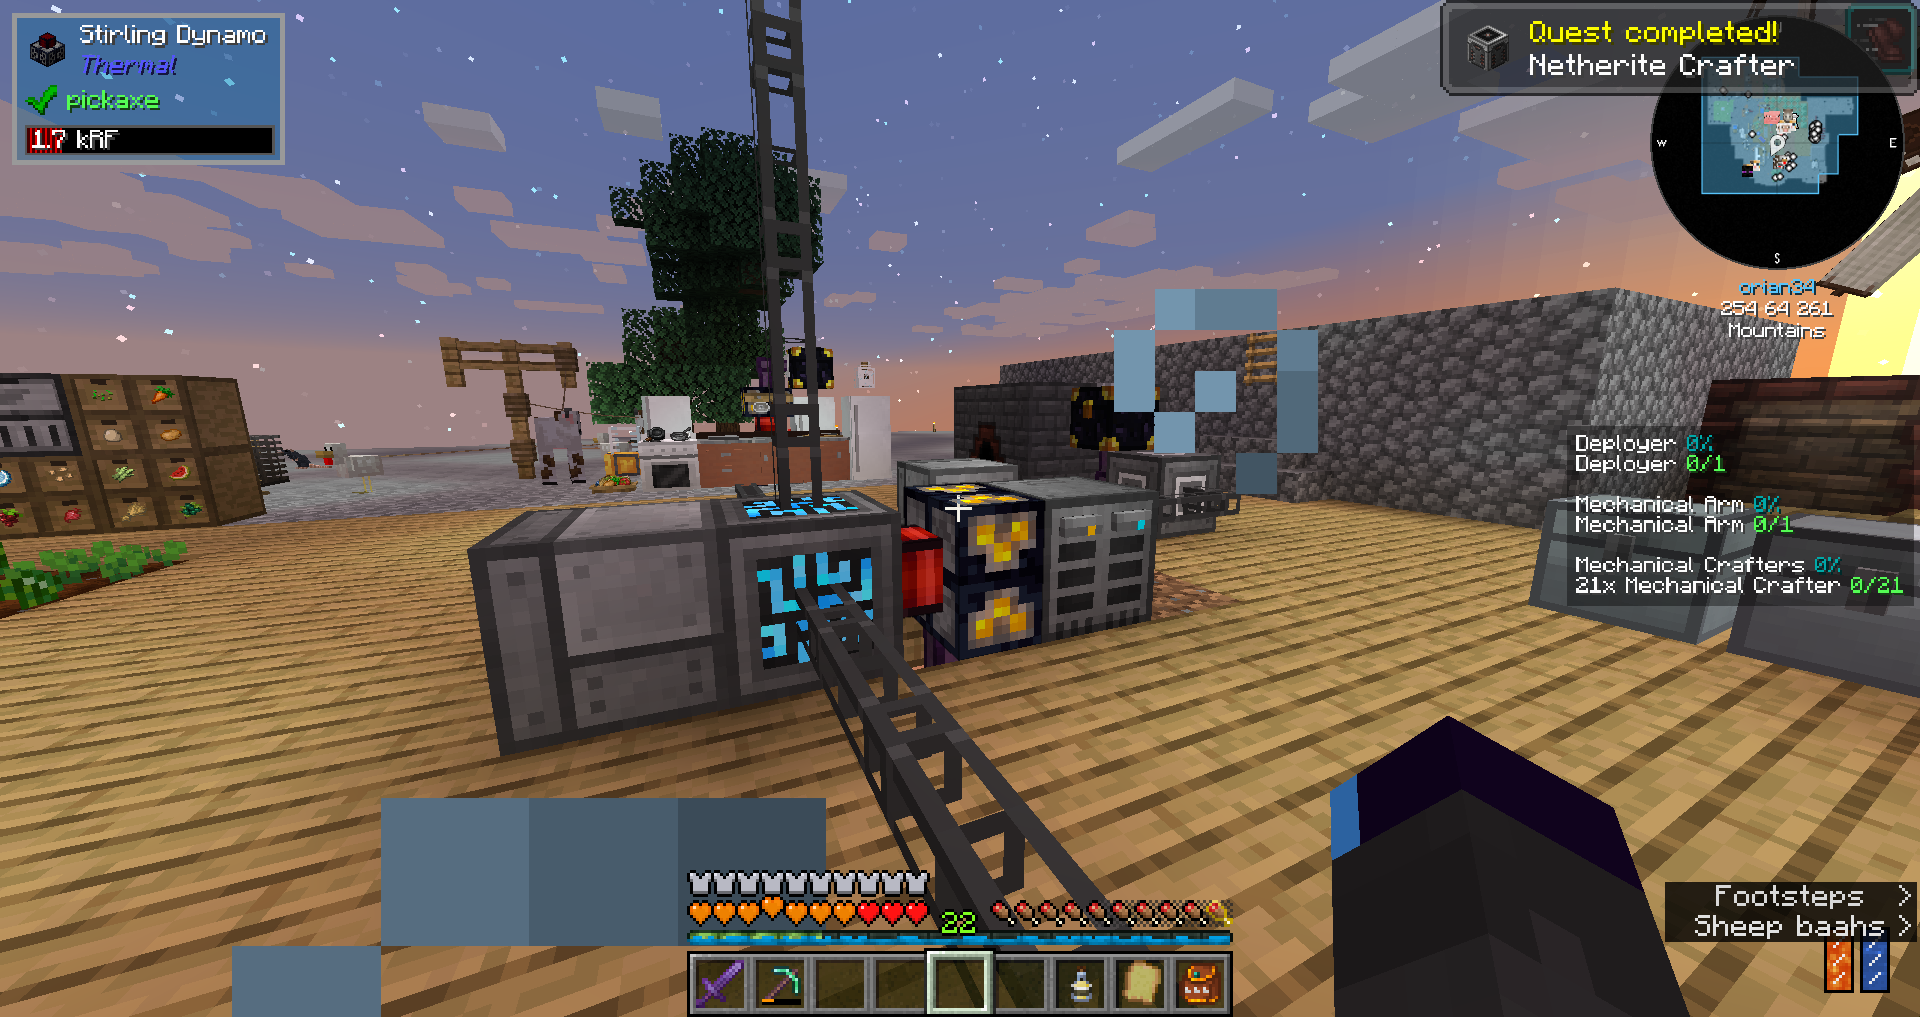 Stirling Dynamo
Thermal
pickaxe
1.7 kRF
Quest completed!
Netherite Crafter
W
E
S
orian34
254 64 261
Mountains
Deployer 0%
Deployer 0/1
Mechanical Arm 0%
Mechanical Arm 0/1
Mechanical Crafters 0%
21x Mechanical Crafter 0/21
Footsteps >
Sheep baahs >
28